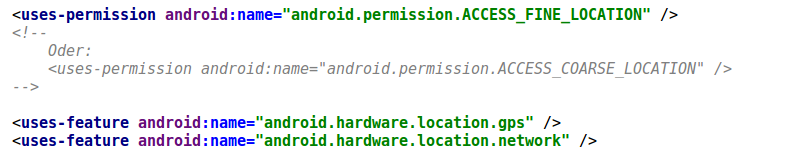 <uses-permission android:name="android.permission.ACCESS_FINE_LOCATION" />
<!--
    Oder:
    <uses-permission android:name="android.permission.ACCESS_COARSE_LOCATION" />
-->

<uses-feature android:name="android.hardware.location.gps" />
<uses-feature android:name="android.hardware.location.network" />